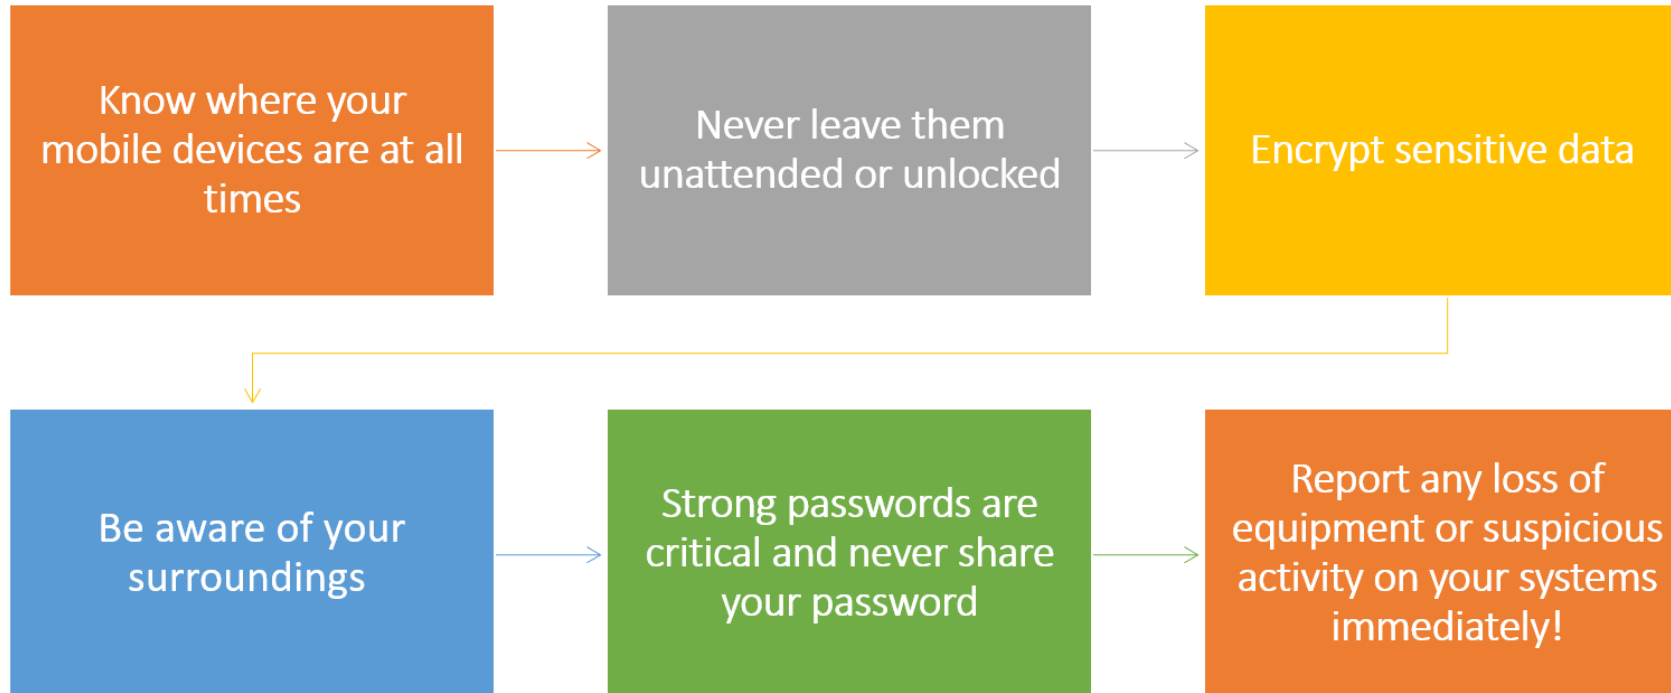 Know where your
mobile devices are at all
times
Never leave them
unattended or unlocked
Encrypt sensitive data
Be aware of your
surroundings
Strong passwords are
critical and never share
your password
Report any loss of
equipment or suspicious
activity on your systems
immediately!